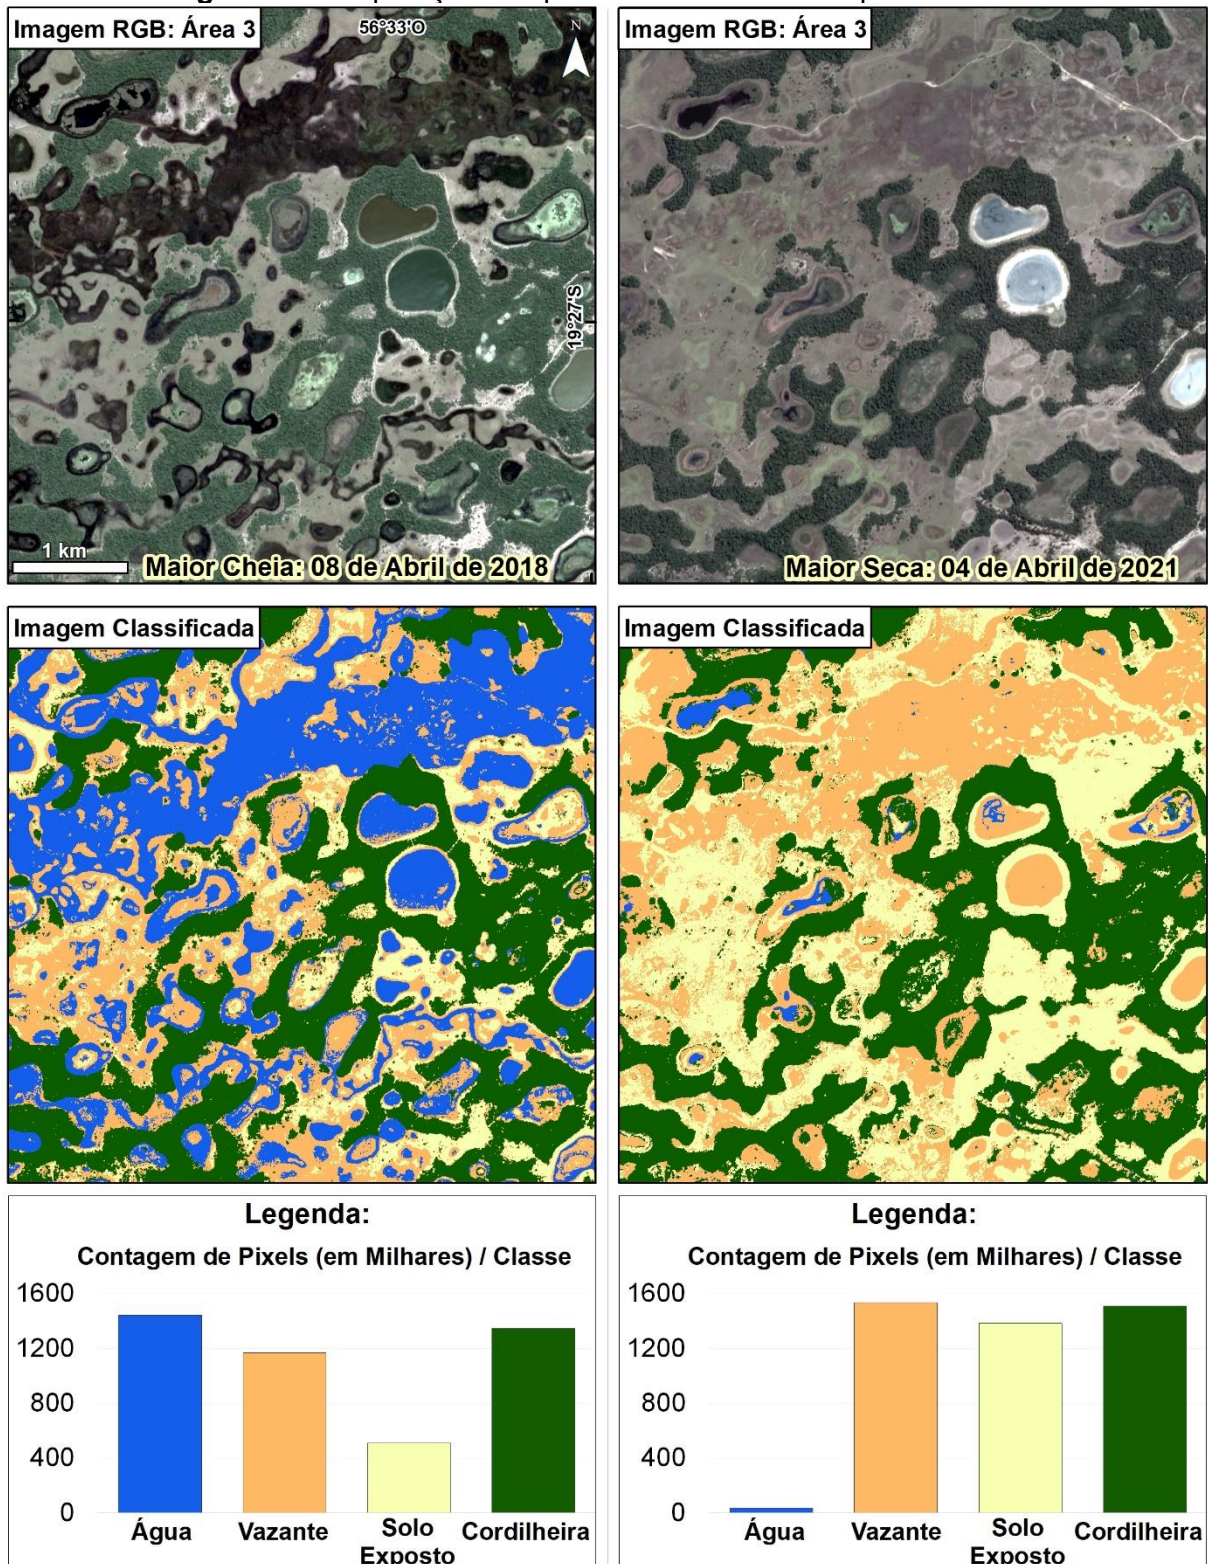 Imagem RGB: Área 3
56°33'O
N
19°27'S
1 km
Maior Cheia: 08 de Abril de 2018
Imagem RGB: Área 3
Maior Seca: 04 de Abril de 2021
Imagem Classificada
Imagem Classificada
Legenda:
Contagem de Pixels (em Milhares) / Classe
1600
1200
800
400
0
Água
Vazante
Solo
Exposto
Cordilheira
Legenda:
Contagem de Pixels (em Milhares) / Classe
1600
1200
800
400
0
Água
Vazante
Solo
Exposto
Cordilheira